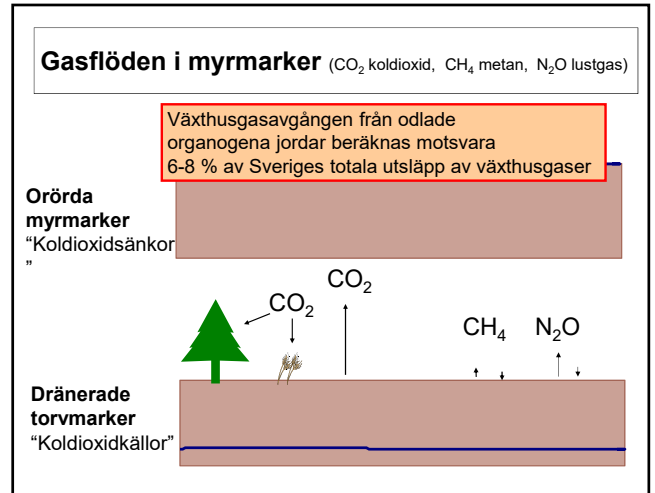 Gasflöden i myrmarker (CO₂ koldioxid, CH₄ metan, N₂O lustgas)
Växthusgasavgången från odlade
organogena jordar beräknas motsvara
6-8 % av Sveriges totala utsläpp av växthusgaser
Orörda
myrmarker
“Koldioxidsänkor
”
CO₂
CO₂
CH₄
N₂O
Dränerade
torvmarker
“Koldioxidkällor”